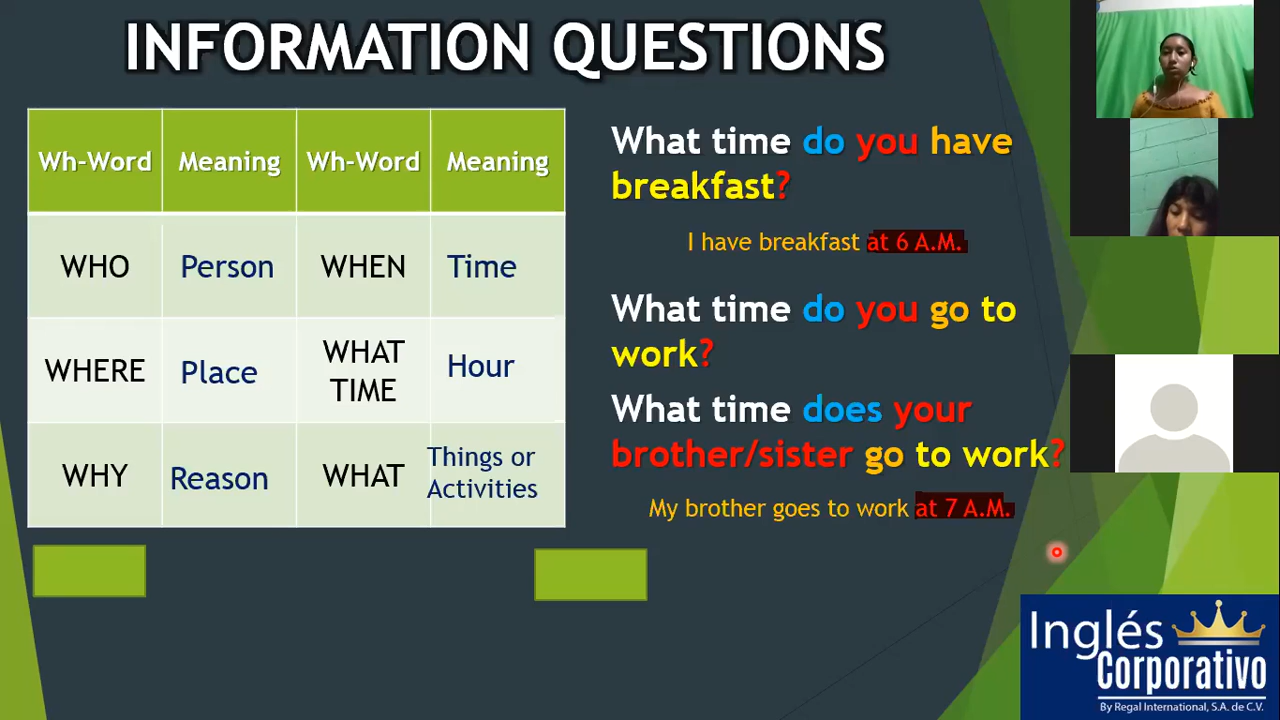 INFORMATION QUESTIONS
Wh-Word Meaning Wh-Word Meaning
WHO Person WHEN Time
WHERE Place WHAT TIME Hour
WHY Reason WHAT Things or Activities
What time do you have
breakfast?
I have breakfast at 6 A.M.
What time do you go to
work?
What time does your
brother/sister go to work?
My brother goes to work at 7 A.M.
Inglés
Corporativo
By Regal International, S.A. de C.V.